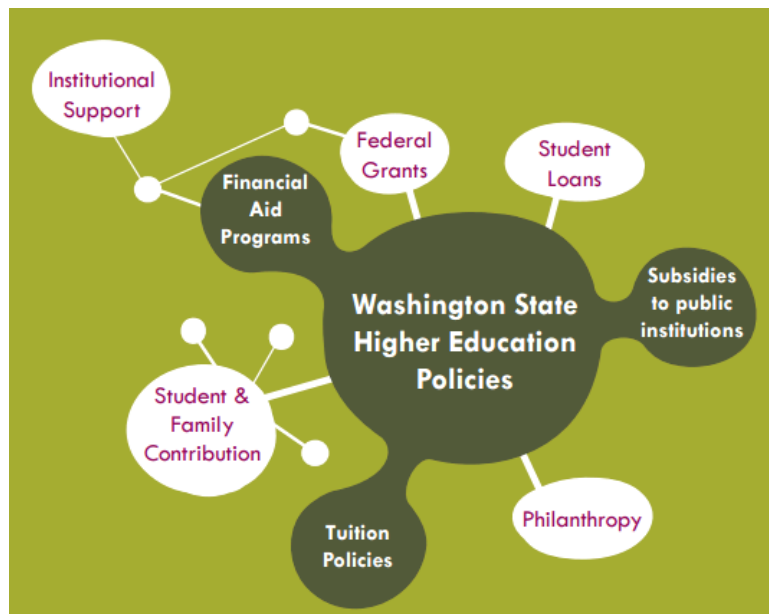 Institutional
Support
Federal
Grants
Student
Loans
Financial
Aid
Programs
Subsidies
to public
institutions
Washington State
Higher Education
Policies
Student &
Family
Contribution
Philanthropy
Tuition
Policies